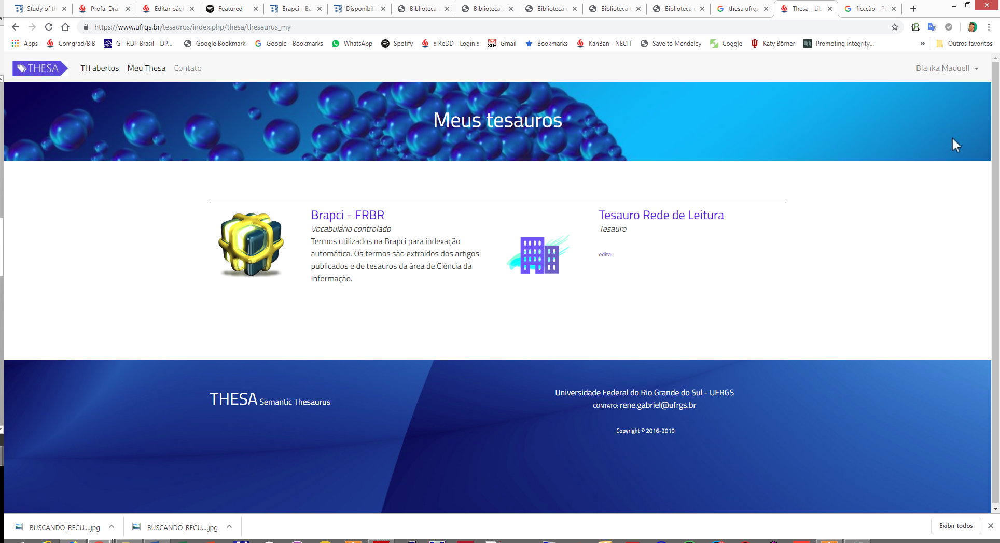 Study of th
Profa. Dra.
Editar pági
Featured
Brapci - Ba
Disponibili
Biblioteca
Biblioteca
Biblioteca
Biblioteca
Biblioteca
thesa ufrgs
Thesa - Lib
ficcção - Pe
https://www.ufrgs.br/tesauros/index.php/thesa/thesaurus_my
Apps
Comgrad/BIB
GT-RDP Brasil - DP...
Google Bookmark
Google - Bookmarks
WhatsApp
Spotify
:: ReDD - Login ::
30+
Gmail
Bookmarks
KanBan - NECIT
Save to Mendeley
Coggle
Katy Börner
Promoting integrity...
»
Outros favoritos
THESA
TH abertos
Meu Thesa
Contato
Bianka Maduell
Meus tesauros
Brapci - FRBR
Vocabulário controlado
Termos utilizados na Brapci para indexação
automática. Os termos são extraídos dos artigos
publicados e de tesauros da área de Ciência da
Informação.
Tesauro Rede de Leitura
Tesauro
editar
THESA Semantic Thesaurus
Universidade Federal do Rio Grande do Sul - UFRGS
CONTATO: rene.gabriel@ufrgs.br
Copyright © 2016-2019
BUSCANDO_RECU....jpg
BUSCANDO_RECU....jpg
Exibir todos